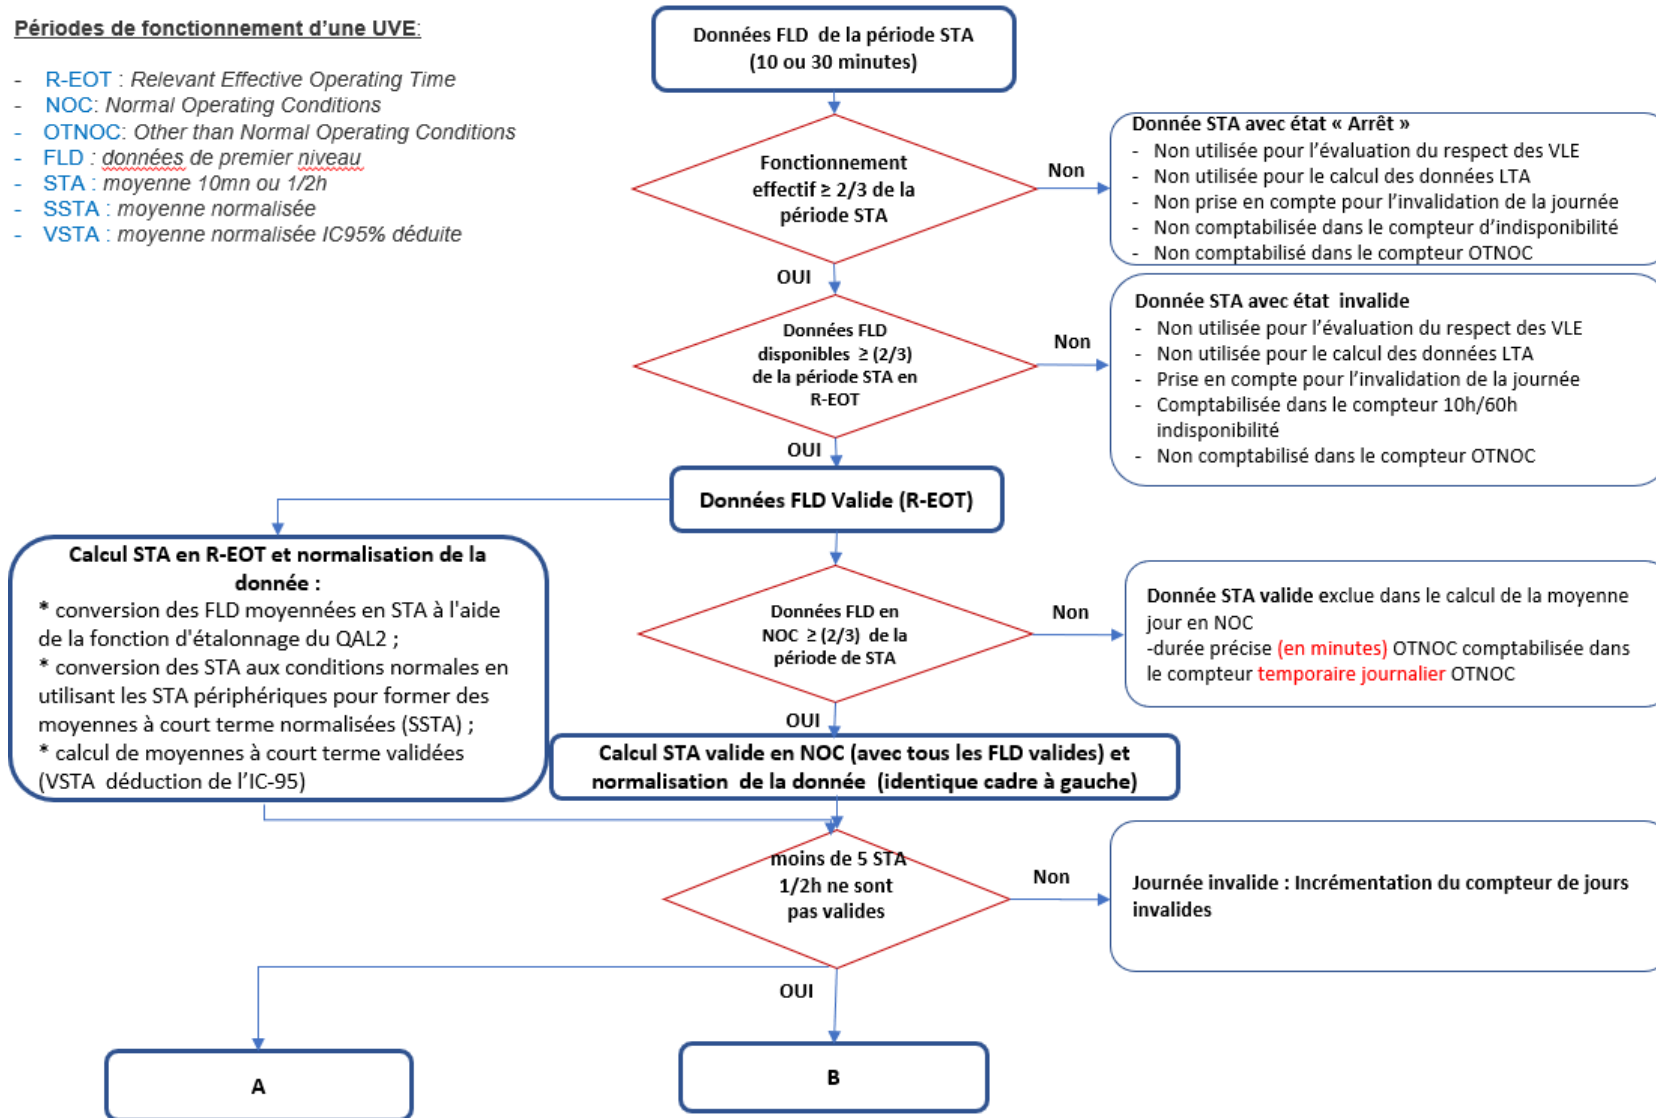 Périodes de fonctionnement d'une UVE:
- R-EOT : Relevant Effective Operating Time
- NOC: Normal Operating Conditions
- OTNOC: Other than Normal Operating Conditions
- FLD : données de premier niveau
- STA : moyenne 10mn ou 1/2h
- SSTA : moyenne normalisée
- VSTA : moyenne normalisée IC95% déduite
Données FLD de la période STA
(10 ou 30 minutes)
Fonctionnement
effectif ≥ 2/3 de la
période STA
Non
Donnée STA avec état « Arrêt »
- Non utilisée pour l'évaluation du respect des VLE
- Non utilisée pour le calcul des données LTA
- Non prise en compte pour l'invalidation de la journée
- Non comptabilisée dans le compteur d'indisponibilité
- Non comptabilisé dans le compteur OTNOC
OUI
Données FLD
disponibles ≥ (2/3)
de la période STA en
R-EOT
Non
Donnée STA avec état invalide
- Non utilisée pour l'évaluation du respect des VLE
- Non utilisée pour le calcul des données LTA
- Prise en compte pour l'invalidation de la journée
- Comptabilisée dans le compteur 10h/60h
indisponibilité
- Non comptabilisé dans le compteur OTNOC
OUI
Données FLD Valide (R-EOT)
Calcul STA en R-EOT et normalisation de la
donnée :
* conversion des FLD moyennées en STA à l'aide
de la fonction d'étalonnage du QAL2 ;
* conversion des STA aux conditions normales en
utilisant les STA périphériques pour former des
moyennes à court terme normalisées (SSTA) ;
* calcul de moyennes à court terme validées
(VSTA déduction de l'IC-95)
Données FLD en
NOC ≥ (2/3) de la
période de STA
Non
Donnée STA valide exclue dans le calcul de la moyenne
jour en NOC
-durée précise (en minutes) OTNOC comptabilisée dans
le compteur temporaire journalier OTNOC
OUI
Calcul STA valide en NOC (avec tous les FLD valides) et
normalisation de la donnée (identique cadre à gauche)
moins de 5 STA
1/2h ne sont
pas valides
Non
Journée invalide : Incrémentation du compteur de jours
invalides
OUI
A
B